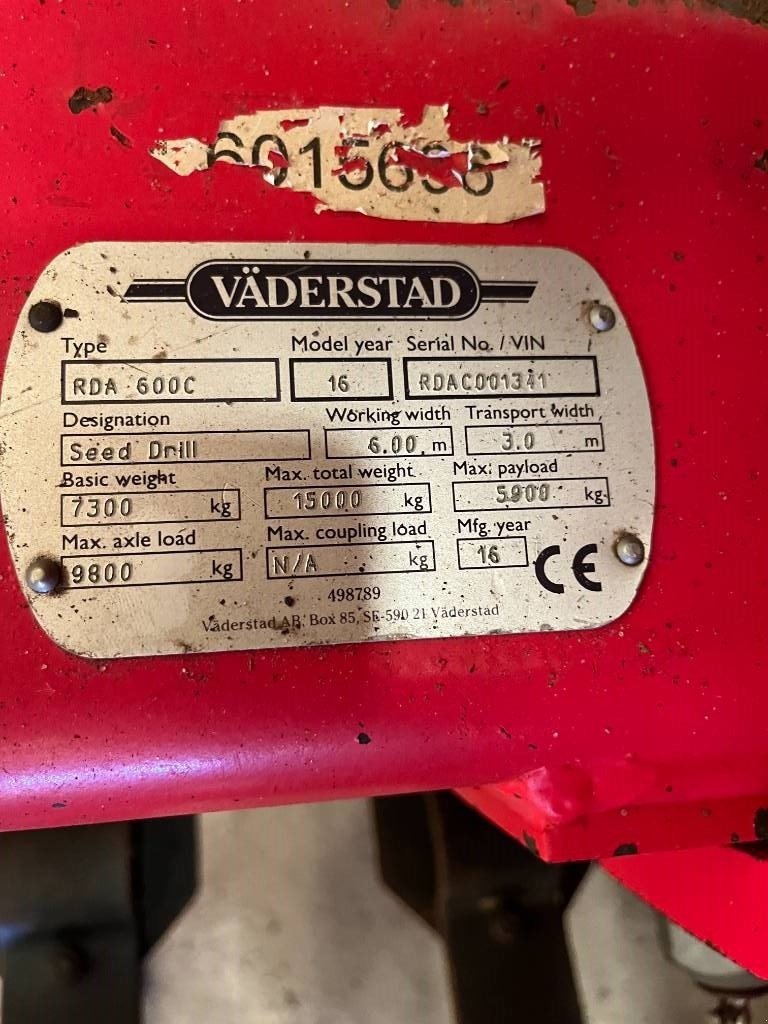 VÄDERSTAD
Type Model year Serial No. / VIN
RDA 600C 16 RDAC001341
Designation Working width Transport width
Seed Drill 6.00 m 3.0 m
Basic weight Max. total weight Max. payload
7300 kg 15000 kg 5900 kg
Max. axle load Max. coupling load Mfg. year
9800 kg N/A kg 16 CE
498789
Väderstad AB, Box 85, SE-590 21 Väderstad